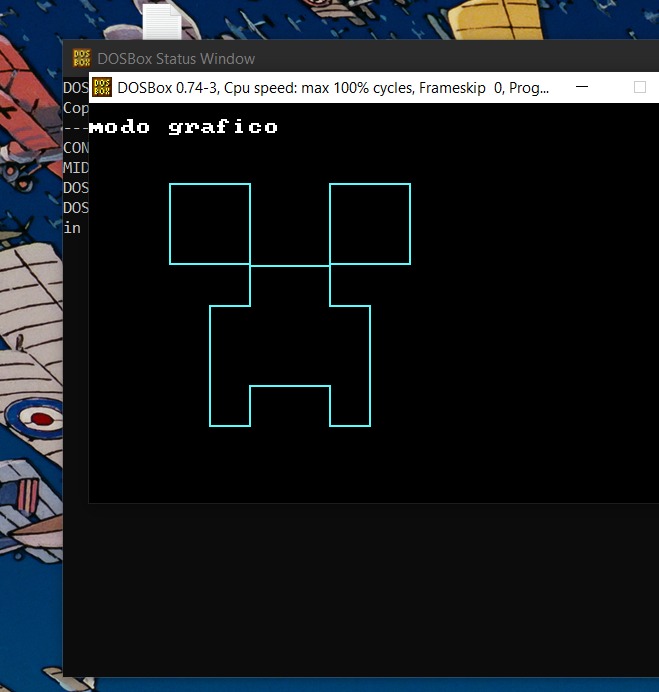 DOSBox Status Window
DOSBox 0.74-3, Cpu speed: max 100% cycles, Frameskip 0, Prog...
DOS
Cop
---
modo grafico
CON
MID
DOS
DOS
in